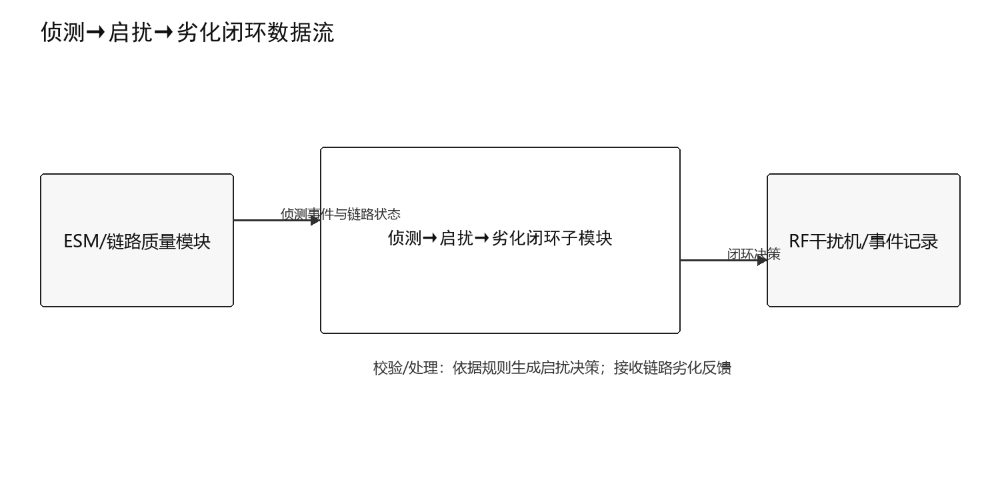 侦测→启扰→劣化闭环数据流
侦测事件与链路状态
ESM/链路质量模块
侦测→启扰→劣化闭环子模块
闭环决策
RF干扰机/事件记录
校验/处理：依据规则生成启扰决策；接收链路劣化反馈